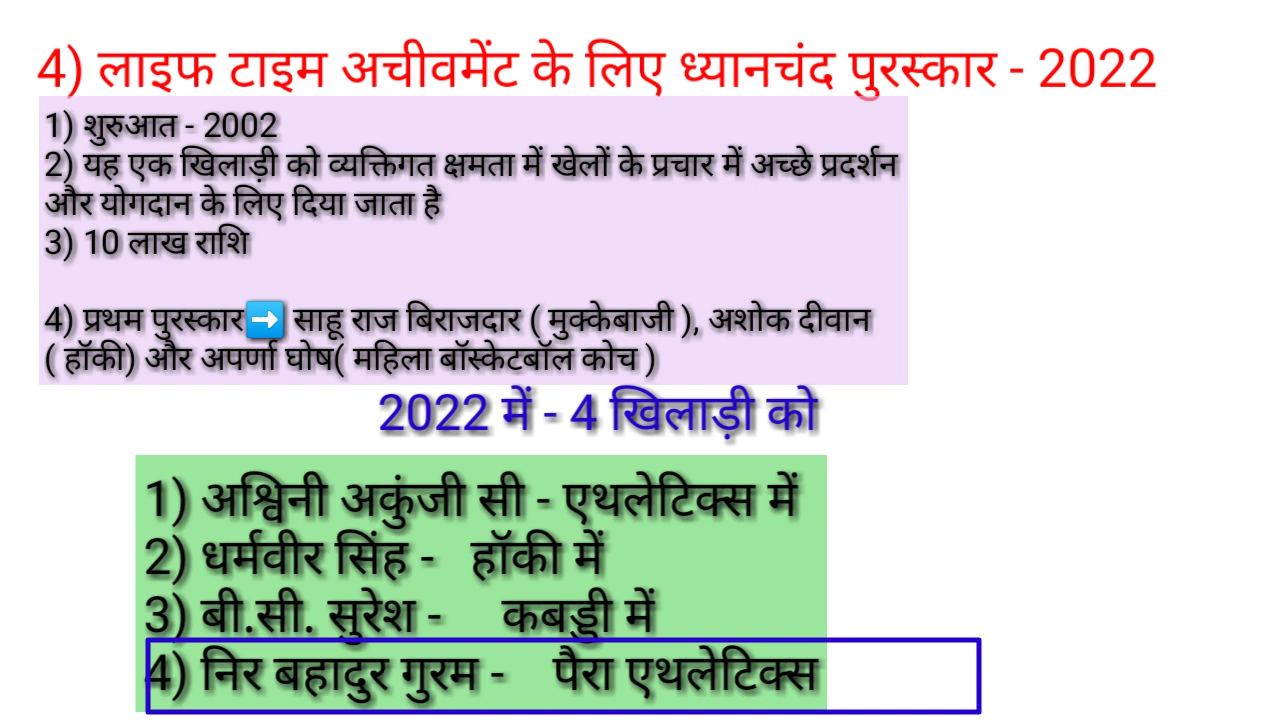 4) लाइफ टाइम अचीवमेंट के लिए ध्यानचंद पुरस्कार - 2022
1) शुरुआत - 2002
2) यह एक खिलाड़ी को व्यक्तिगत क्षमता में खेलों के प्रचार में अच्छे प्रदर्शन
और योगदान के लिए दिया जाता है
3) 10 लाख राशि
4) प्रथम पुरस्कार➡️ साहू राज बिराजदार ( मुक्केबाजी ), अशोक दीवान
( हॉकी) और अपर्णा घोष( महिला बॉस्केटबॉल कोच )
2022 में - 4 खिलाड़ी को
1) अश्विनी अकुंजी सी - एथलेटिक्स में
2) धर्मवीर सिंह - हॉकी में
3) बी.सी. सुरेश - कबड्डी में
4) निर बहादुर गुरम - पैरा एथलेटिक्स